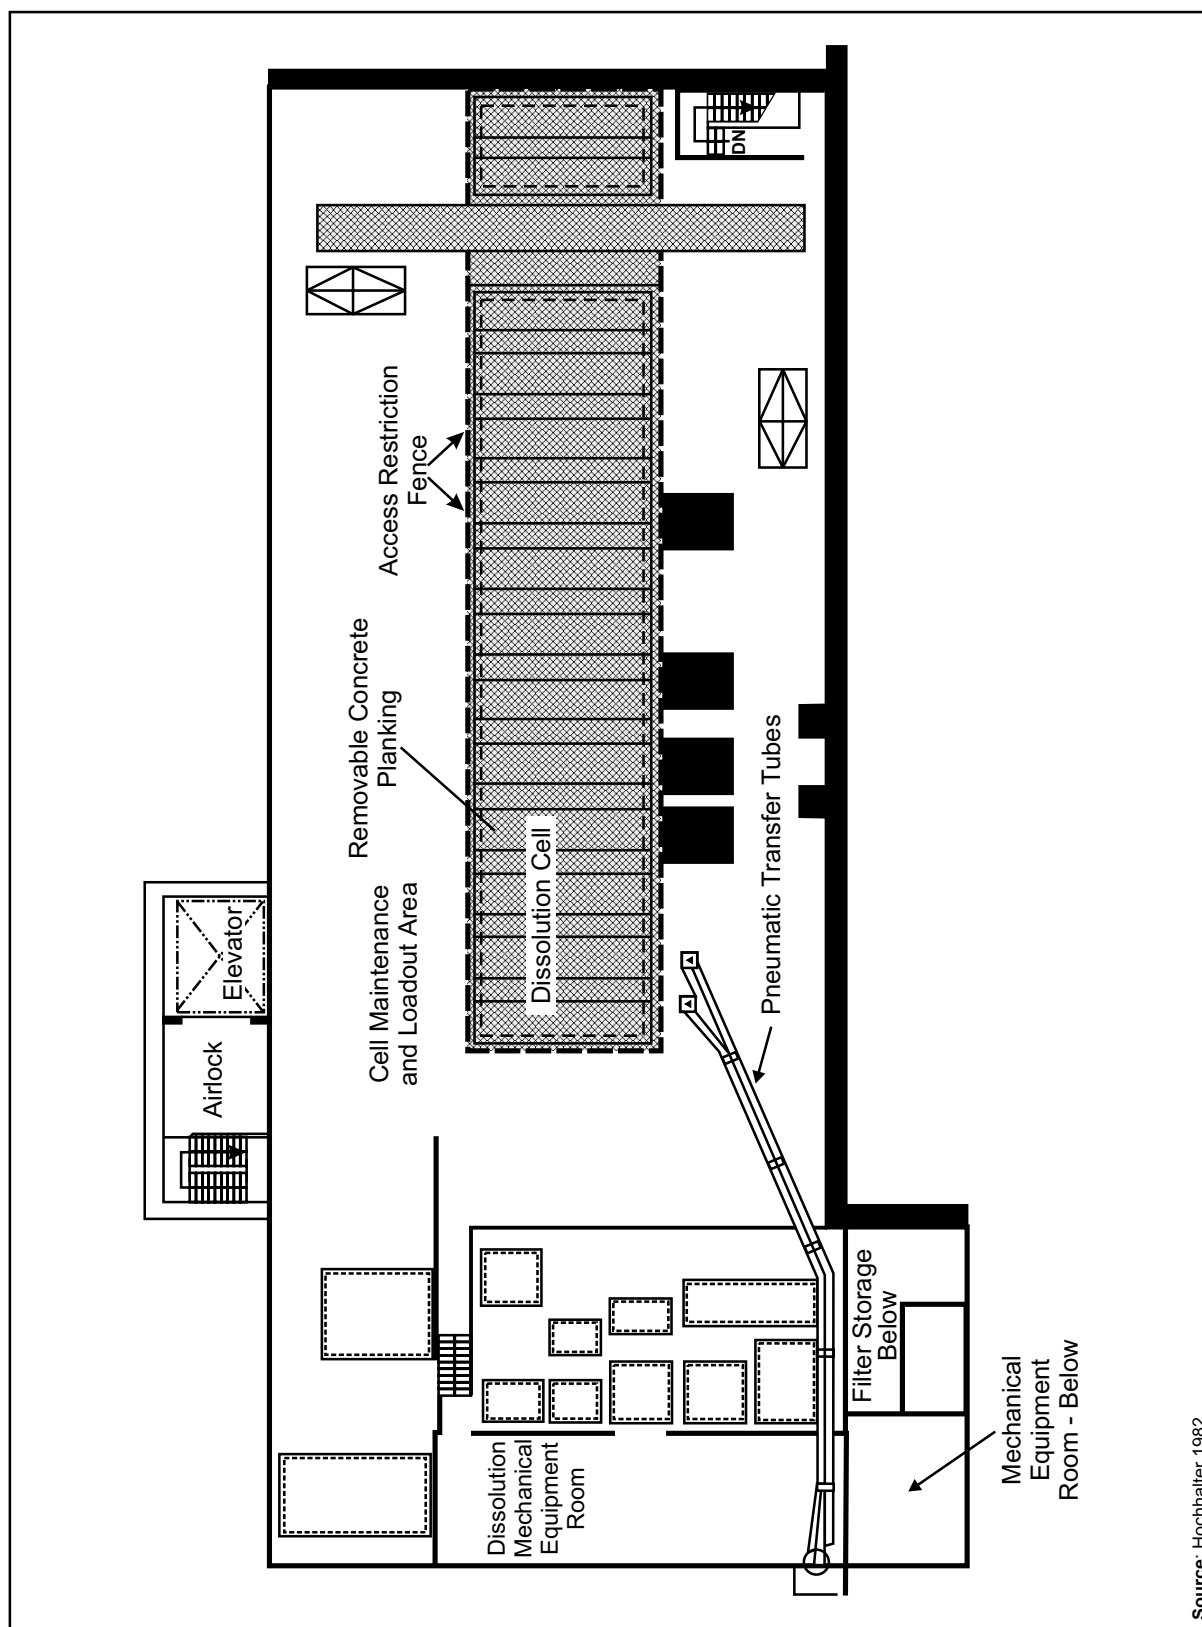 DN
Access Restriction
Fence
Removable Concrete
Planking
Elevator
Cell Maintenance
and Loadout Area
Dissolution Cell
Airlock
Pneumatic Transfer Tubes
Filter Storage
Below
Dissolution
Mechanical
Equipment
Room
Mechanical
Equipment
Room - Below
Source: Hochhalter 1982